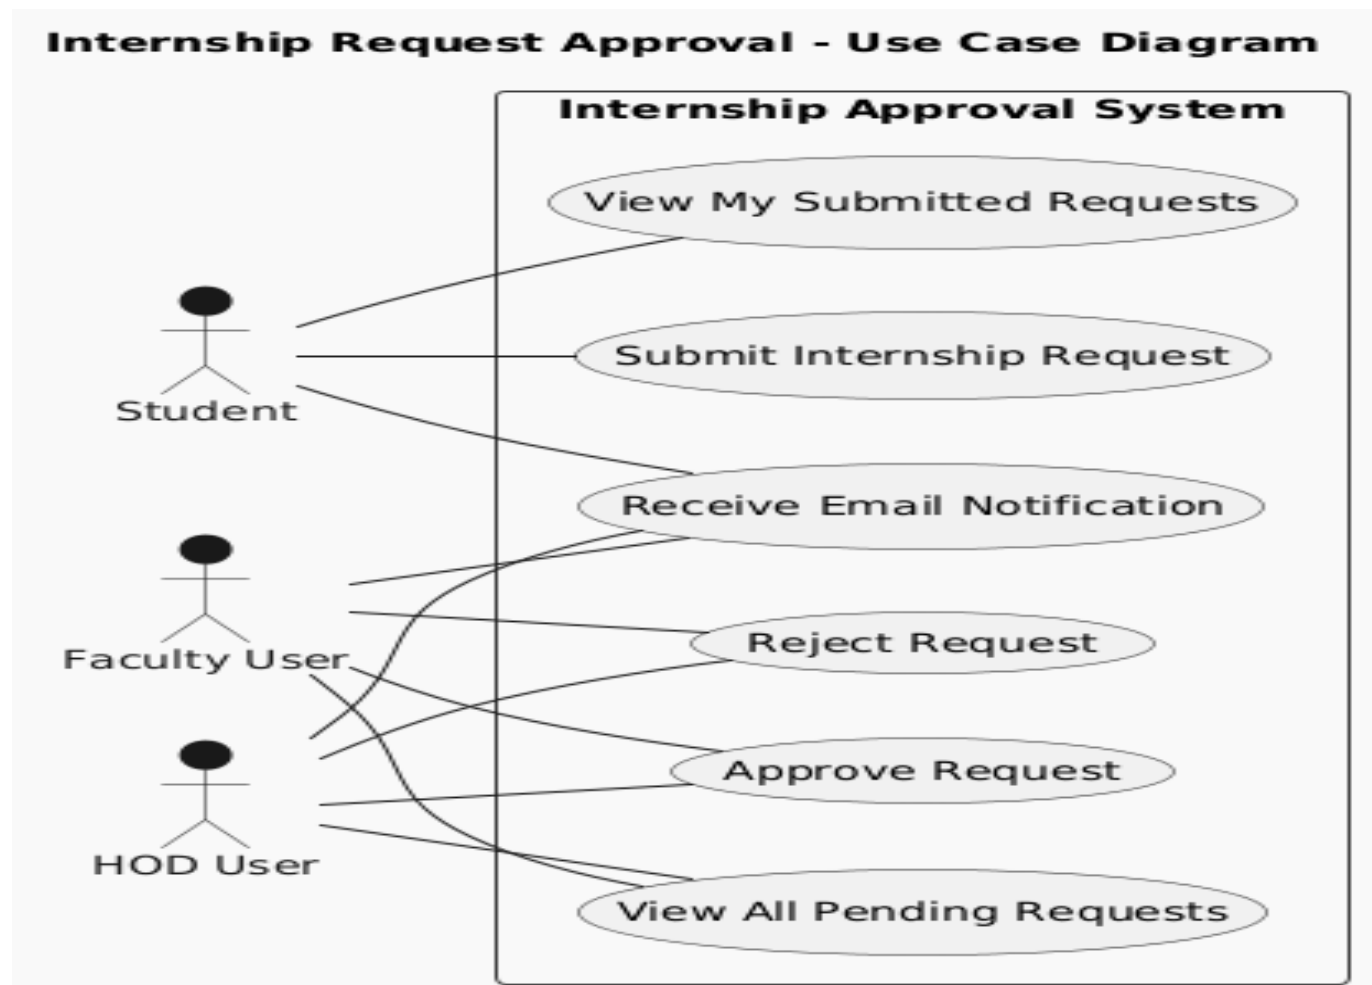 Internship Request Approval - Use Case Diagram
Internship Approval System
View My Submitted Requests
Submit Internship Request
Student
Receive Email Notification
Reject Request
Faculty User
Approve Request
HOD User
View All Pending Requests